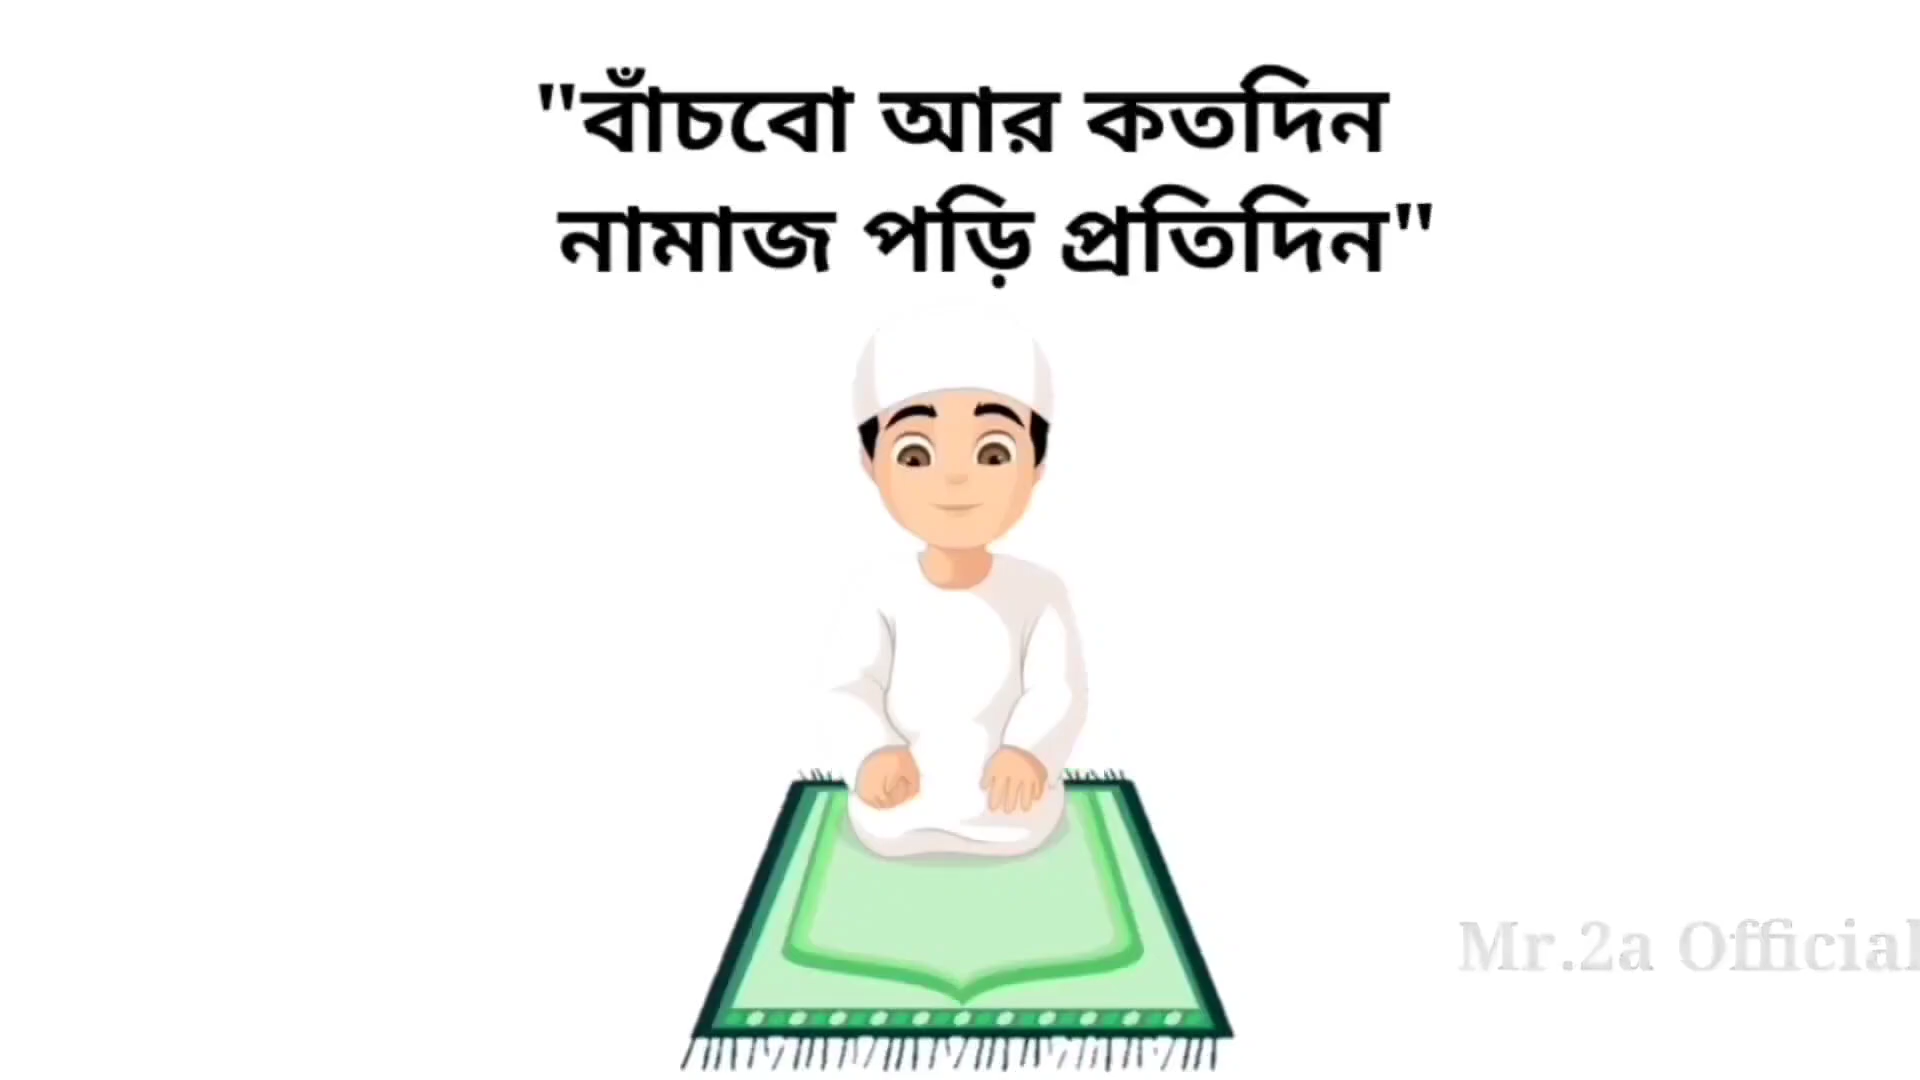 "বাঁচবো আর কতদিন
নামাজ পড়ি প্রতিদিন"
Mr.2a Official